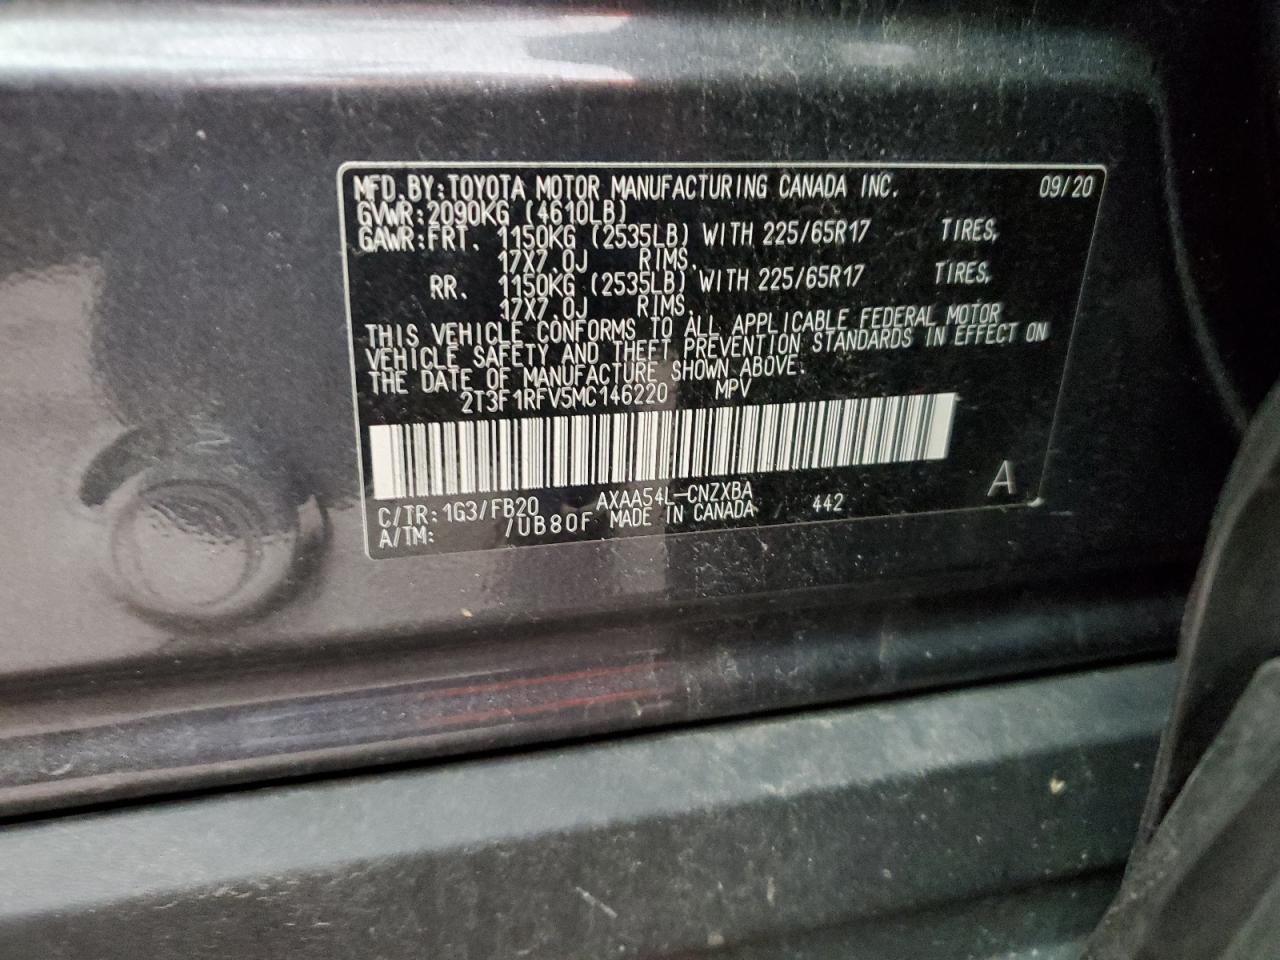 MFD. BY: TOYOTA MOTOR MANUFACTURING CANADA INC. 09/20
GVWR: 2090KG (4610LB)
GAWR: FRT. 1150KG (2535LB) WITH 225/65R17 TIRES,
17X7.0J RIMS.
RR. 1150KG (2535LB) WITH 225/65R17 TIRES,
17X7.0J RIMS.
THIS VEHICLE CONFORMS TO ALL APPLICABLE FEDERAL MOTOR
VEHICLE SAFETY AND THEFT PREVENTION STANDARDS IN EFFECT ON
THE DATE OF MANUFACTURE SHOWN ABOVE.
2T3F1RFV5MC146220 MPV
C/TR: 1G3/FB20 AXAA54L-CNZXBA 442 A
A/TM: /UB80F MADE IN CANADA